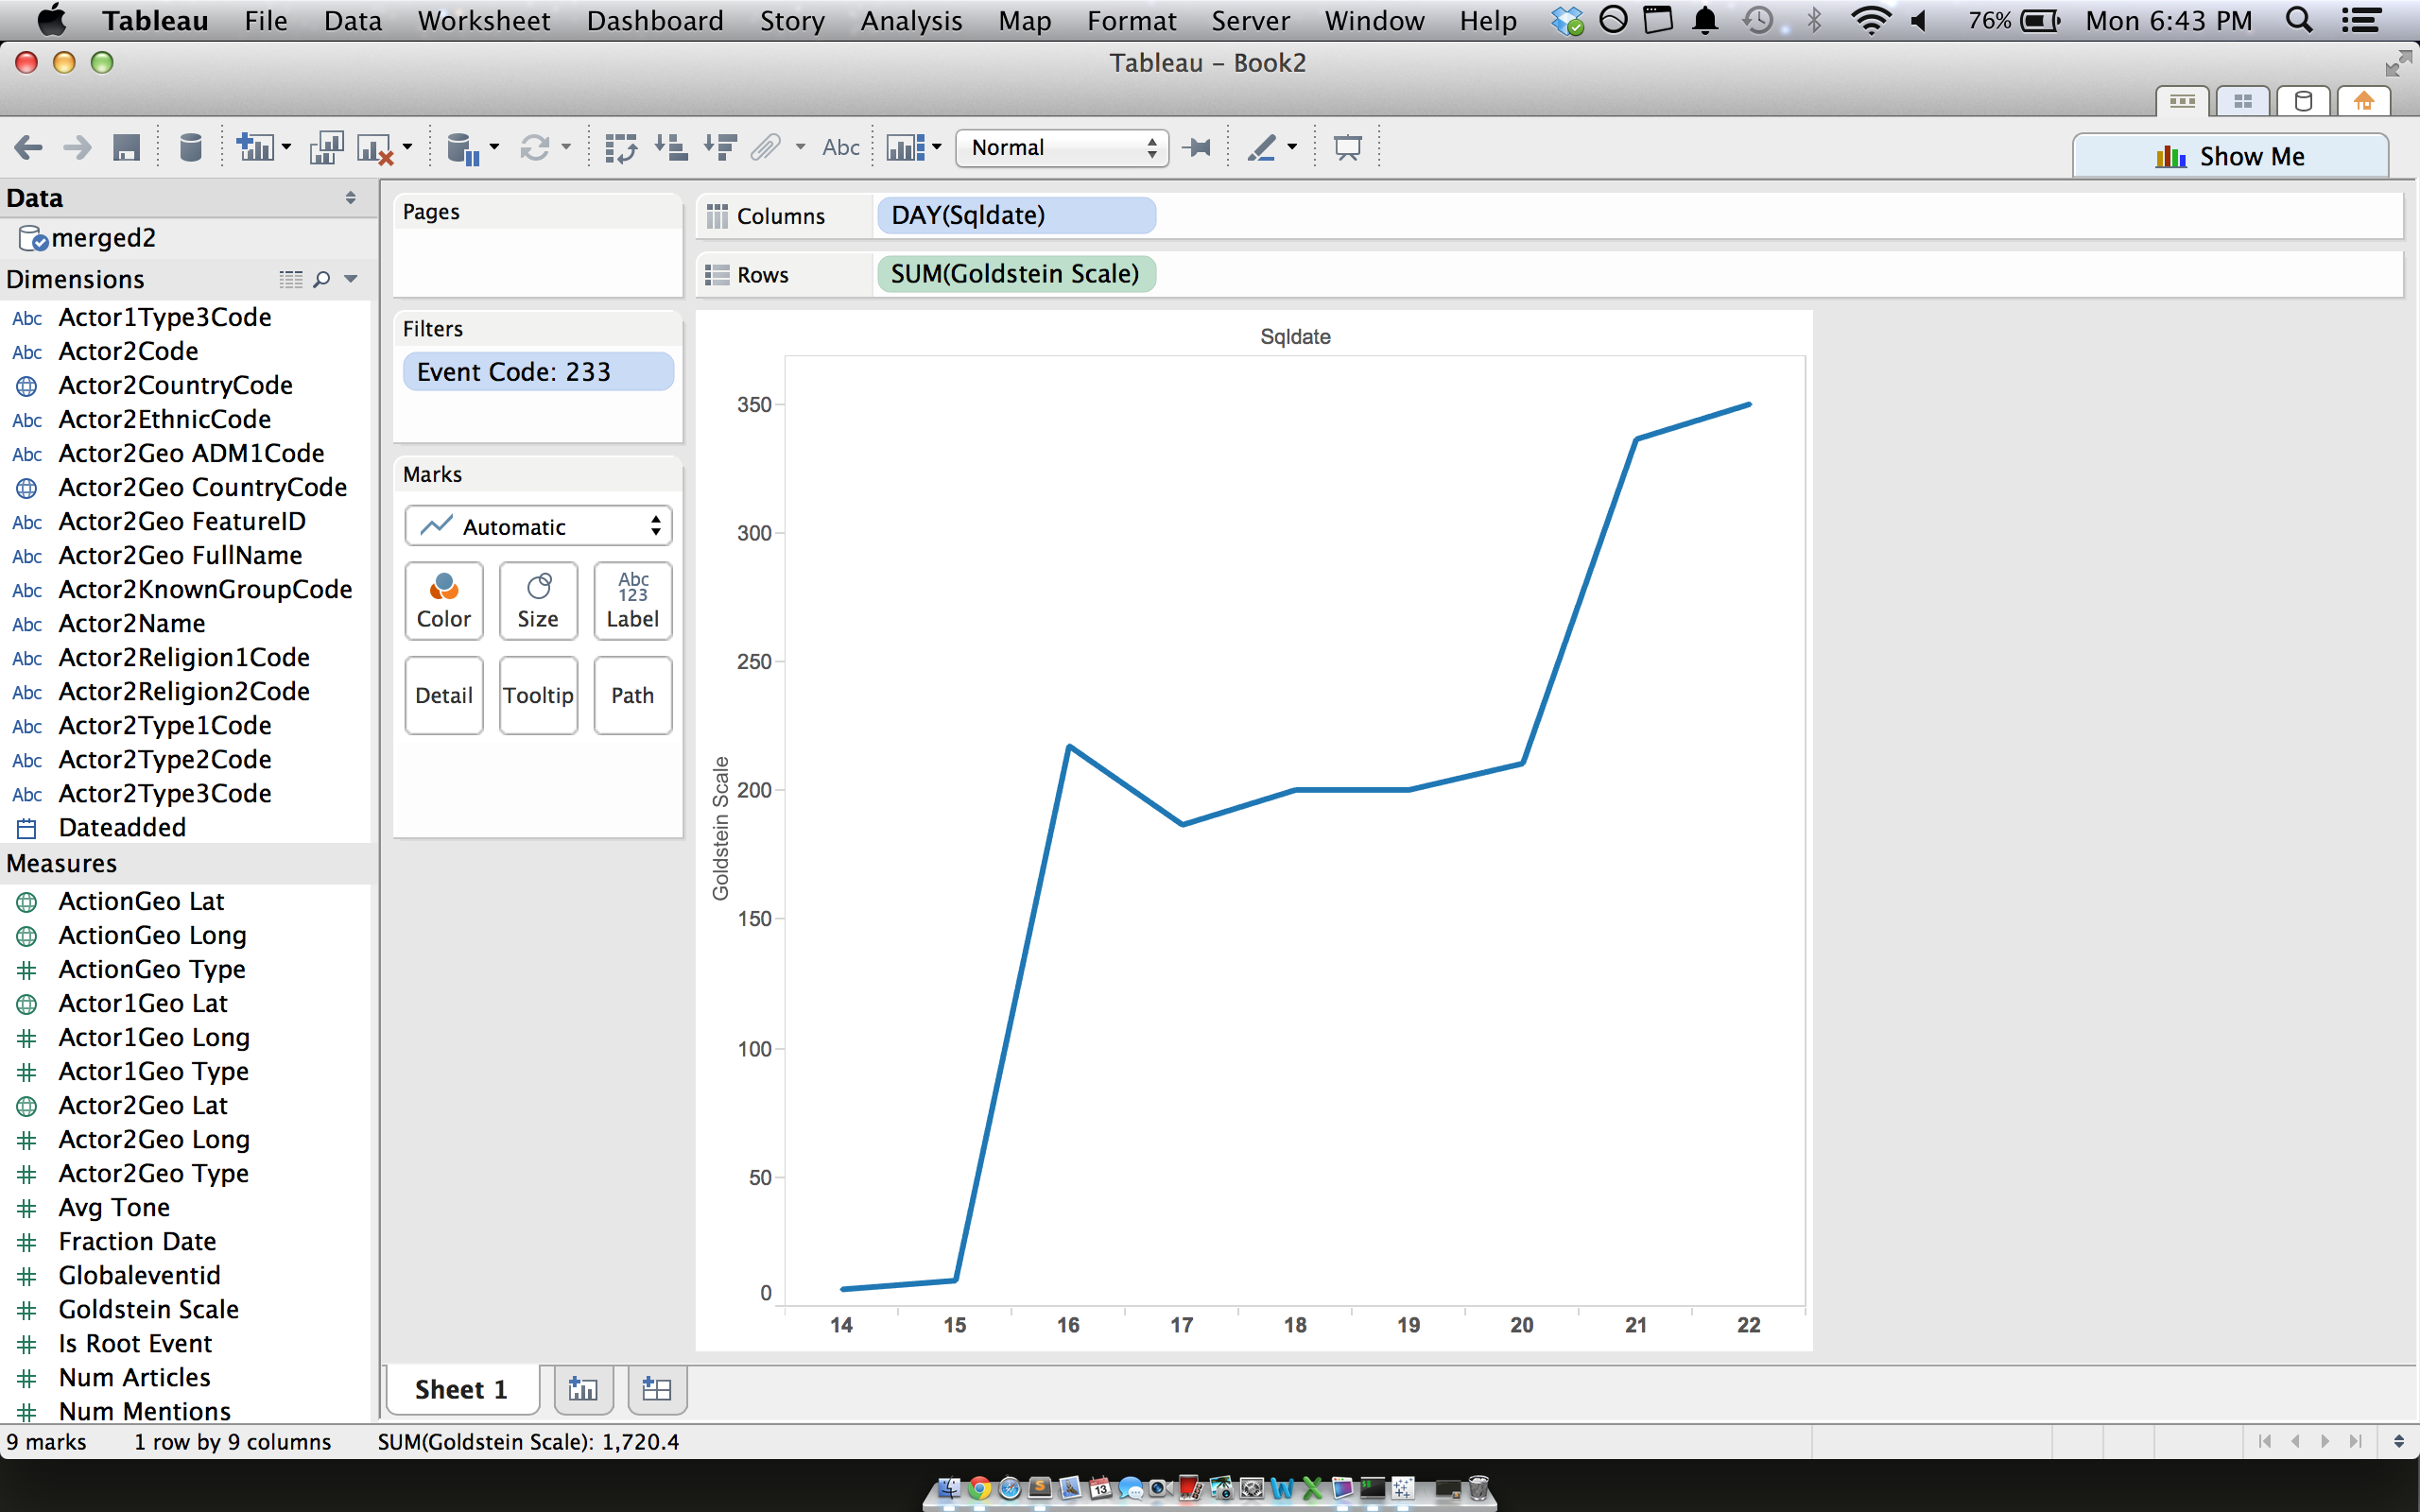 Tableau File Data Worksheet Dashboard Story Analysis Map Format Server Window Help 76% Mon 6:43 PM
Tableau - Book2
Abc Normal Show Me
Data
merged2
Dimensions
Abc Actor1Type3Code
Abc Actor2Code
Actor2CountryCode
Abc Actor2EthnicCode
Abc Actor2Geo ADM1Code
Actor2Geo CountryCode
Abc Actor2Geo FeatureID
Abc Actor2Geo FullName
Abc Actor2KnownGroupCode
Abc Actor2Name
Abc Actor2Religion1Code
Abc Actor2Religion2Code
Abc Actor2Type1Code
Abc Actor2Type2Code
Abc Actor2Type3Code
Dateadded
Measures
ActionGeo Lat
ActionGeo Long
# ActionGeo Type
Actor1Geo Lat
# Actor1Geo Long
# Actor1Geo Type
Actor2Geo Lat
# Actor2Geo Long
# Actor2Geo Type
# Avg Tone
# Fraction Date
# Globaleventid
# Goldstein Scale
# Is Root Event
# Num Articles
# Num Mentions
Pages
Filters
Event Code: 233
Marks
Automatic
Color
Size
Abc
123
Label
Detail Tooltip Path
Columns DAY(Sqldate)
Rows SUM(Goldstein Scale)
Sqldate
Goldstein Scale
350
300
250
200
150
100
50
0
14 15 16 17 18 19 20 21 22
Sheet 1
9 marks 1 row by 9 columns SUM(Goldstein Scale): 1,720.4
13